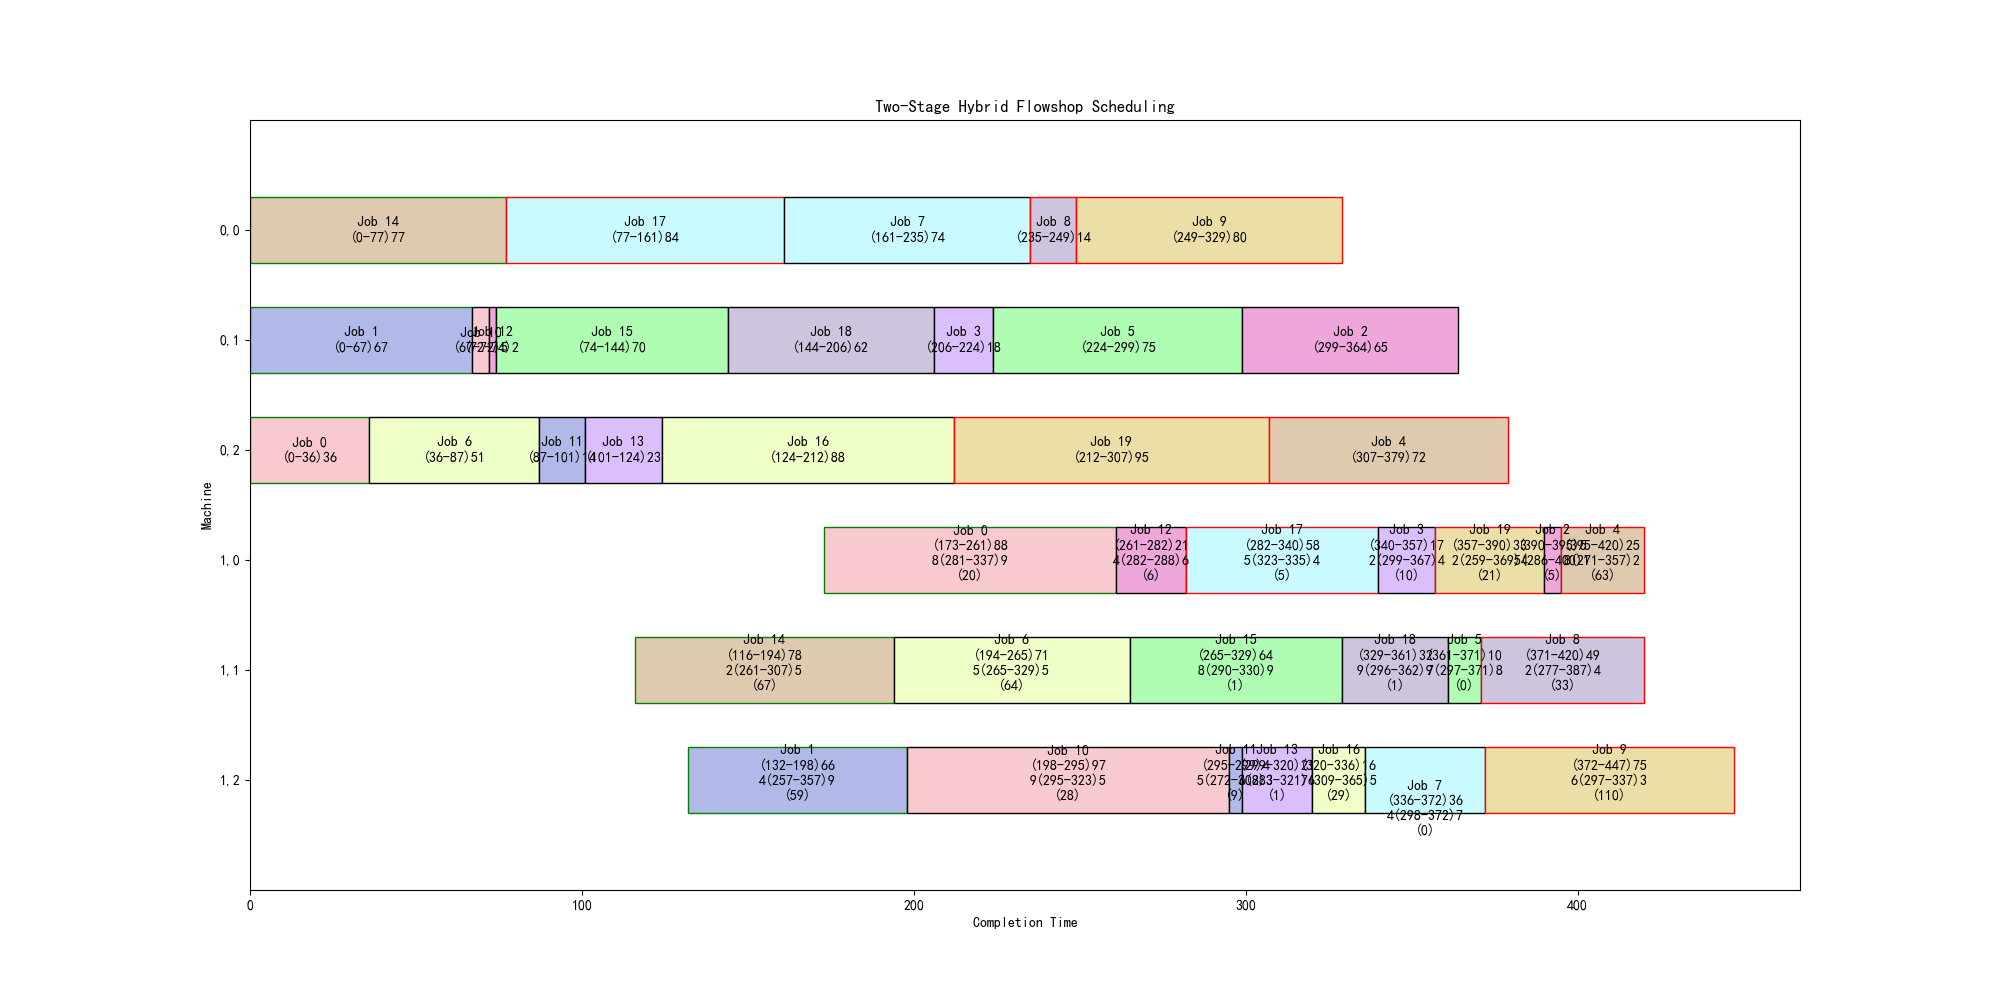 Two-Stage Hybrid Flowshop Scheduling
0,0
Job 14
(0-77)77
Job 17
(77-161)84
Job 7
(161-235)74
Job 8
(235-249)14
Job 9
(249-329)80
0,1
Job 1
(0-67)67
Job 12
Job 15
(74-144)70
Job 18
(144-206)62
Job 3
(206-224)18
Job 5
(224-299)75
Job 2
(299-364)65
0,2
Job 0
(0-36)36
Job 6
(36-87)51
Job 11
(87-101)14
Job 13
(101-124)23
Job 16
(124-212)88
Job 19
(212-307)95
Job 4
(307-379)72
Machine
1,0
Job 0
(173-261)88
8(281-337)9
(20)
Job 12
(261-282)21
4(282-288)6
(6)
Job 17
(282-340)58
5(323-335)4
(5)
Job 3
(340-357)17
2(299-367)4
(10)
Job 19
(357-390)33
2(259-369)4
(21)
Job 2
(390-395)5
(5)
Job 4
(395-420)25
(63)
1,1
Job 14
(116-194)78
2(261-307)5
(67)
Job 6
(194-265)71
5(265-329)5
(64)
Job 15
(265-329)64
8(290-330)9
(1)
Job 18
(329-361)32
9(296-362)9
(1)
Job 5
(361-371)10
7(297-371)8
(0)
Job 8
(371-420)49
2(277-387)4
(33)
1,2
Job 1
(132-198)66
4(257-357)9
(59)
Job 10
(198-295)97
9(295-323)5
(28)
Job 11
(295-299)4
(9)
Job 13
(299-320)21
(1)
Job 16
(320-336)16
(309-365)5
(29)
Job 7
(336-372)36
4(298-372)7
(0)
Job 9
(372-447)75
6(297-337)3
(110)
0
100
200
300
400
Completion Time